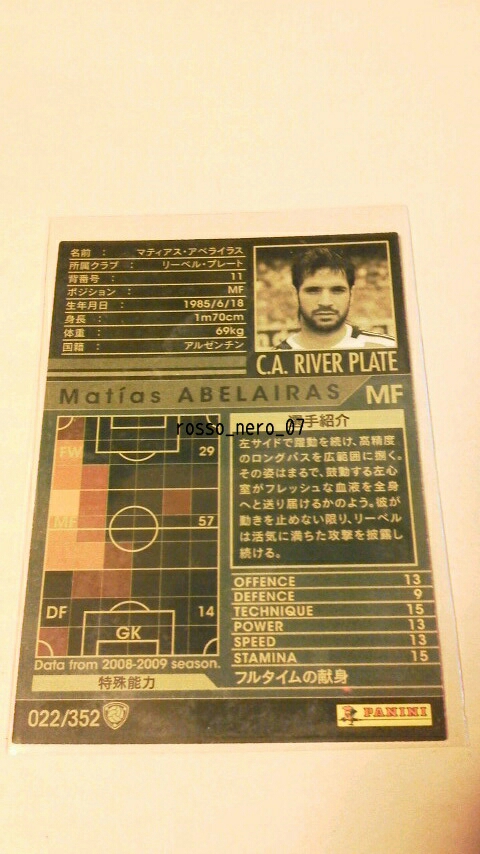 名前 : マティアス・アベライラス
所属クラブ : リーベル・プレート
背番号 : 11
ポジション : MF
生年月日 : 1985/6/18
身長 : 1m70cm
体重 : 69kg
国籍 : アルゼンチン
C.A. RIVER PLATE
Matías ABELAIRAS MF
rosso_nero_07
選手紹介
左サイドで躍動を続け、高精度
のロングパスを広範囲に捌く。
その姿はまるで、鼓動する左心
室がフレッシュな血液を全身
へと送り届けるかのよう。彼が
動きを止めない限り、リーベル
は活気に満ちた攻撃を披露し
続ける。
FW 29
MF 57
DF 14
GK
Data from 2008-2009 season.
OFFENCE 13
DEFENCE 9
TECHNIQUE 15
POWER 13
SPEED 13
STAMINA 15
特殊能力 フルタイムの献身
022/352
PANINI